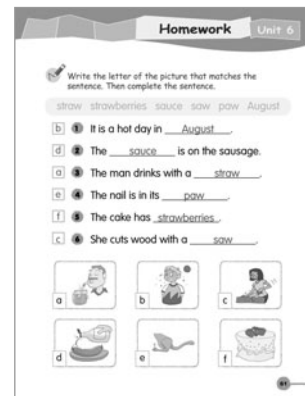 Homework Unit 6
Write the letter of the picture that matches the
sentence. Then complete the sentence.
straw strawberries sauce saw paw August
b 1 It is a hot day in August.
d 2 The sauce is on the sausage.
a 3 The man drinks with a straw.
e 4 The nail is in its paw.
f 5 The cake has strawberries.
c 6 She cuts wood with a saw.
a b c
d e f
61